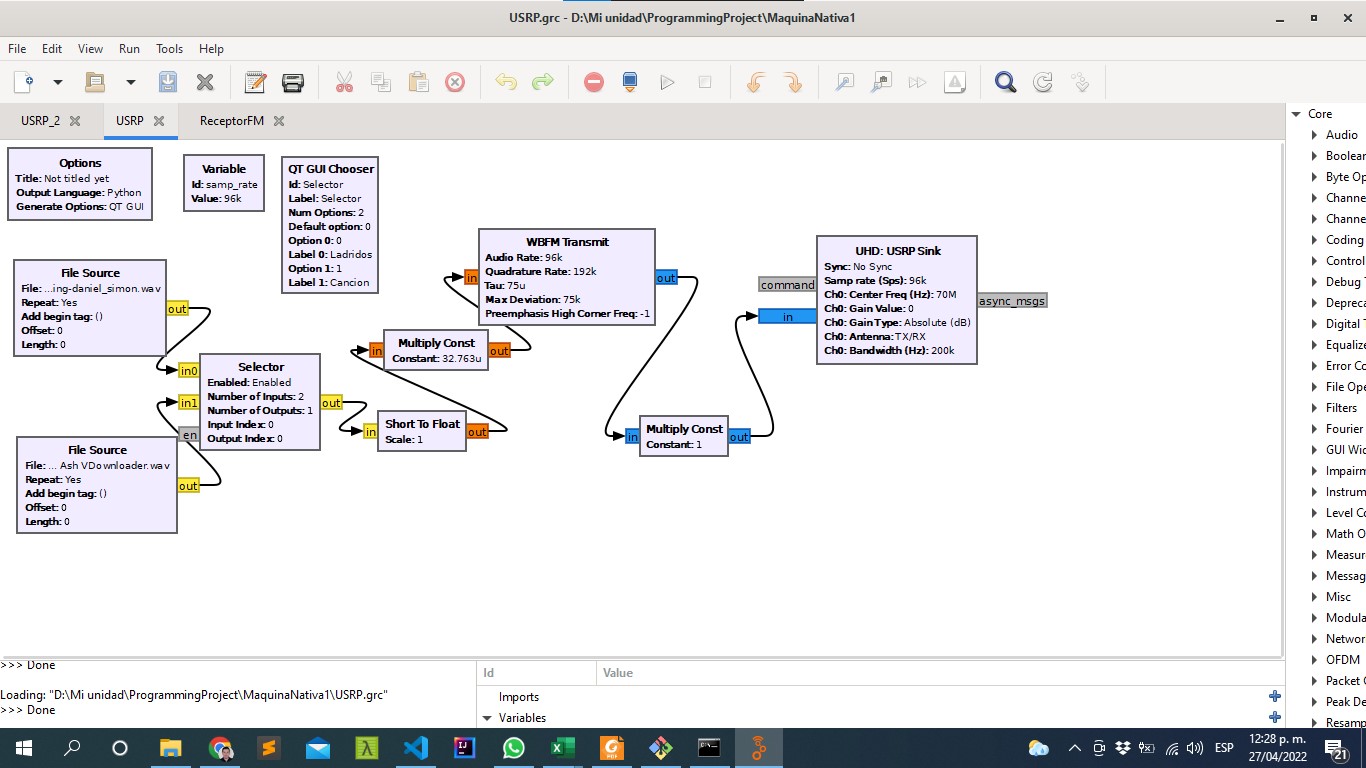 USRP.grc - D:\Mi unidad\ProgrammingProject\MaquinaNativa1
File Edit View Run Tools Help
USRP_2
USRP
ReceptorFM
Options
Title: Not titled yet
Output Language: Python
Generate Options: QT GUI
Variable
Id: samp_rate
Value: 96k
QT GUI Chooser
Id: Selector
Label: Selector
Num Options: 2
Default option: 0
Option 0: 0
Label 0: Ladridos
Option 1: 1
Label 1: Cancion
File Source
File: ...ing-daniel_simon.wav
Repeat: Yes
Add begin tag: ()
Offset: 0
Length: 0
out
File Source
File: ... Ash VDownloader.wav
Repeat: Yes
Add begin tag: ()
Offset: 0
Length: 0
out
in0
in1
en
Selector
Enabled: Enabled
Number of Inputs: 2
Number of Outputs: 1
Input Index: 0
Output Index: 0
out
in
Short To Float
Scale: 1
out
in
Multiply Const
Constant: 32.763u
out
in
WBFM Transmit
Audio Rate: 96k
Quadrature Rate: 192k
Tau: 75u
Max Deviation: 75k
Preemphasis High Corner Freq: -1
out
in
Multiply Const
Constant: 1
out
command
in
UHD: USRP Sink
Sync: No Sync
Samp rate (Sps): 96k
Ch0: Center Freq (Hz): 70M
Ch0: Gain Value: 0
Ch0: Gain Type: Absolute (dB)
Ch0: Antenna: TX/RX
Ch0: Bandwidth (Hz): 200k
async_msgs
Core
Audio
Boolean
Byte Op
Channe
Channe
Coding
Control
Debug T
Depreca
Digital T
Equalize
Error Co
File Ope
Filters
Fourier
GUI Wid
Impairm
Instrum
Level Co
Math O
Measur
Messag
Misc
Modula
Networ
OFDM
Packet
Peak De
Resamp
>>> Done
Loading: "D:\Mi unidad\ProgrammingProject\MaquinaNativa1\USRP.grc"
>>> Done
Id Value
Imports
Variables
ESP
12:28 p. m.
27/04/2022
21